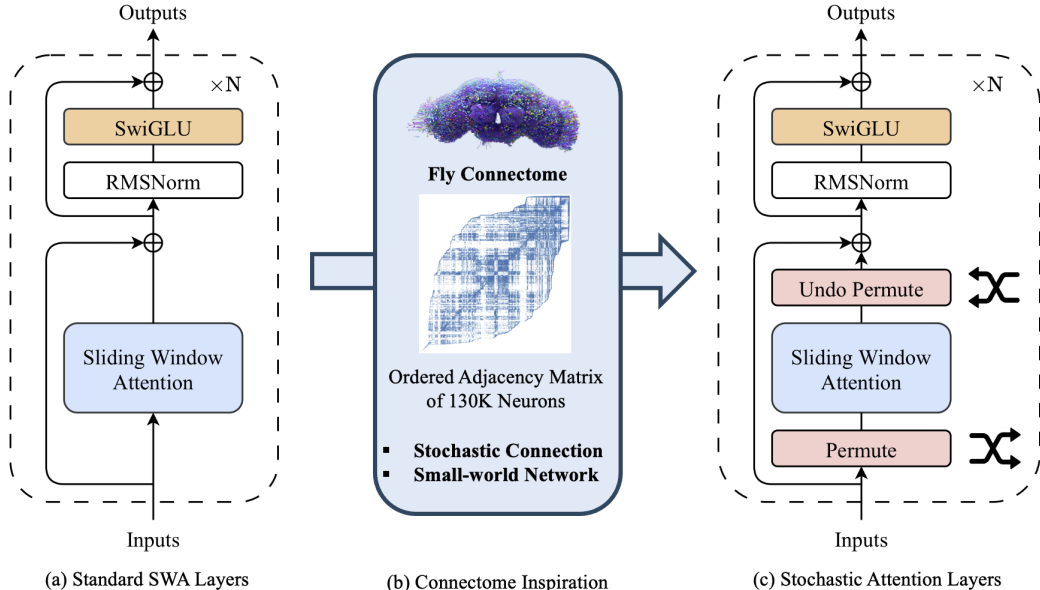 Outputs
×N
SwiGLU
RMSNorm
Sliding Window
Attention
Inputs
(a) Standard SWA Layers
Fly Connectome
Ordered Adjacency Matrix
of 130K Neurons
▪ Stochastic Connection
▪ Small-world Network
(b) Connectome Inspiration
Outputs
×N
SwiGLU
RMSNorm
Undo Permute
Sliding Window
Attention
Permute
Inputs
(c) Stochastic Attention Layers